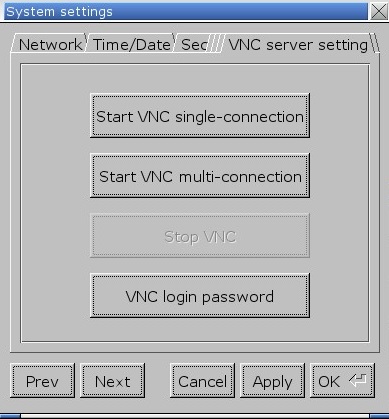 System settings
Network Time/Date Sec VNC server setting
Start VNC single-connection
Start VNC multi-connection
Stop VNC
VNC login password
Prev Next Cancel Apply OK